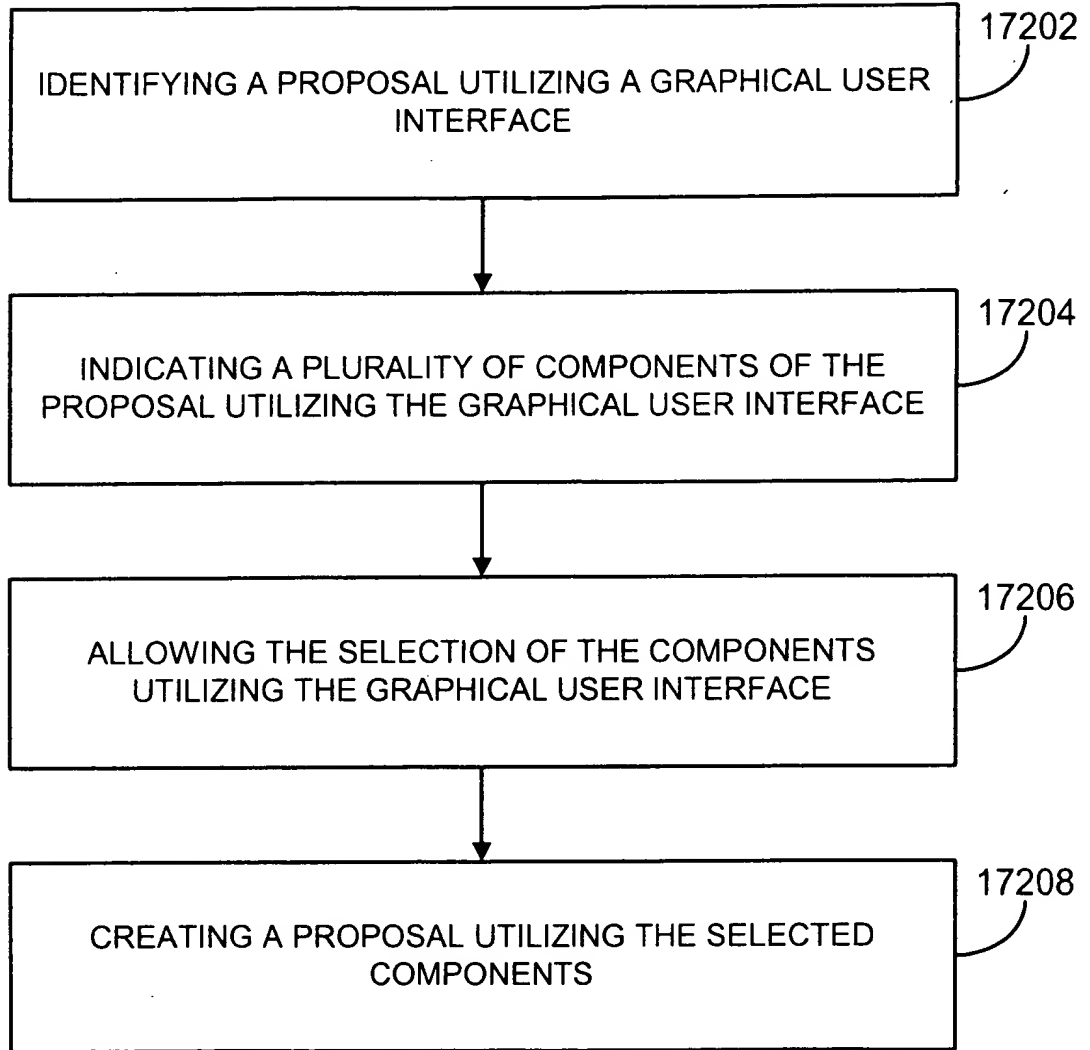 17202
IDENTIFYING A PROPOSAL UTILIZING A GRAPHICAL USER
INTERFACE
17204
INDICATING A PLURALITY OF COMPONENTS OF THE
PROPOSAL UTILIZING THE GRAPHICAL USER INTERFACE
17206
ALLOWING THE SELECTION OF THE COMPONENTS
UTILIZING THE GRAPHICAL USER INTERFACE
17208
CREATING A PROPOSAL UTILIZING THE SELECTED
COMPONENTS